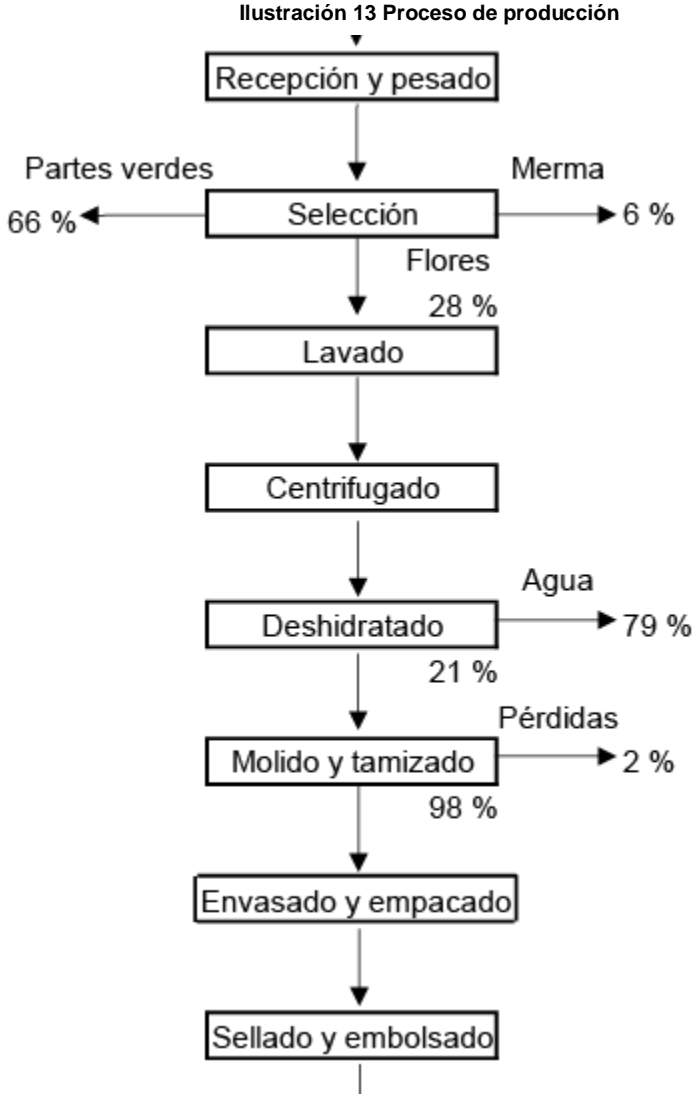 Ilustración 13 Proceso de producción
Recepción y pesado
Partes verdes
Merma
66 %
Selección
6 %
Flores
28 %
Lavado
Centrifugado
Agua
Deshidratado
79 %
21 %
Pérdidas
Molido y tamizado
2 %
98 %
Envasado y empacado
Sellado y embolsado